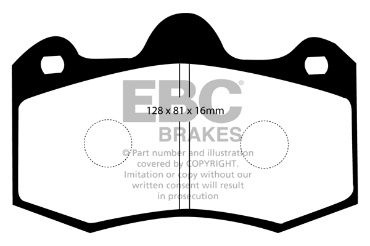 EBC
128 x 81 x 16mm
BRAKES
©Part number and illustration
covered by COPYRIGHT.
Imitation or copy without our
written consent will result
in prosecution